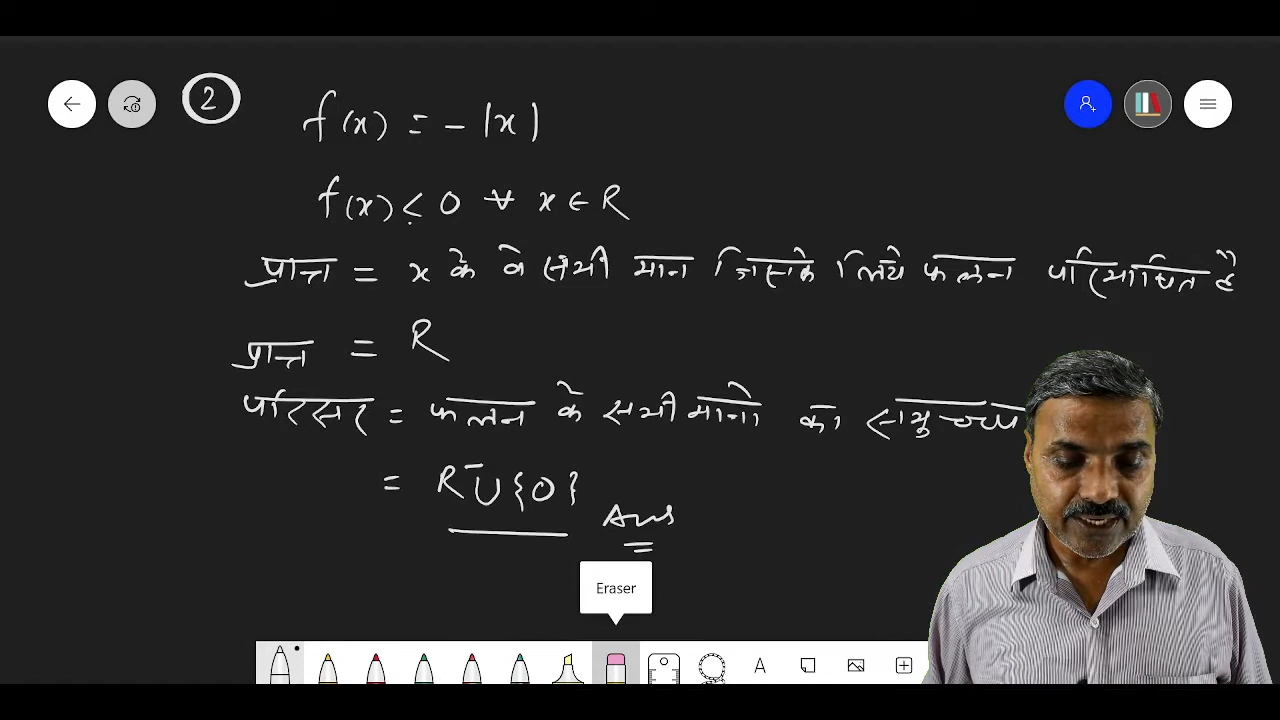 2
f(x) = - |x|
f(x) ≤ 0 ∀ x ∈ R
प्रान्त = x के वे सभी मान जिसके लिये फलन परिभाषित है
प्रान्त = R
परिसर = फलन के सभी मानो का समुच्चय
= R⁻ ∪ {0} Ans
Eraser
A